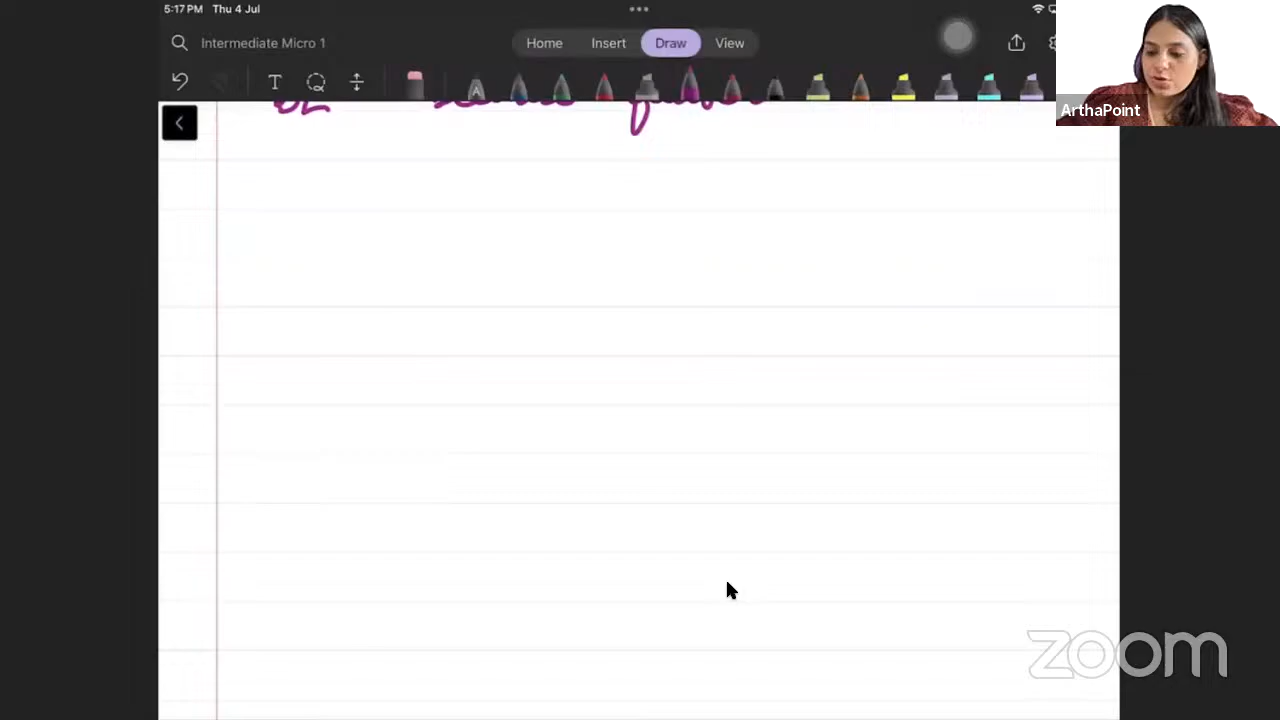 5:17 PM Thu 4 Jul
Intermediate Micro 1
Home Insert Draw View
T
A
ArthaPoint
zoom